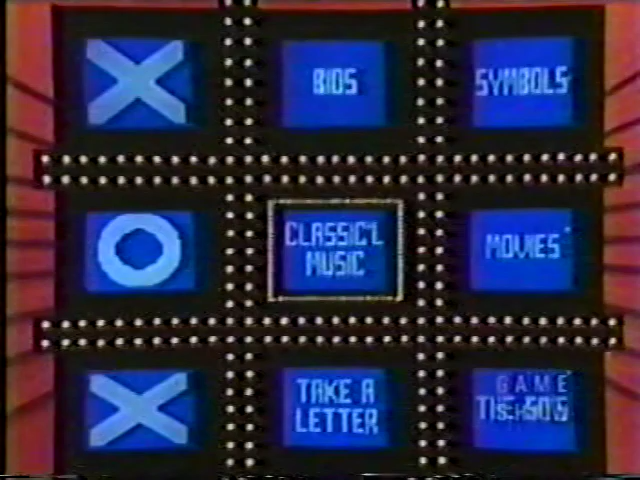 X
BIOS
SYMBOLS
O
CLASSIC'L
MUSIC
MOVIES
X
TAKE A
LETTER
GAME